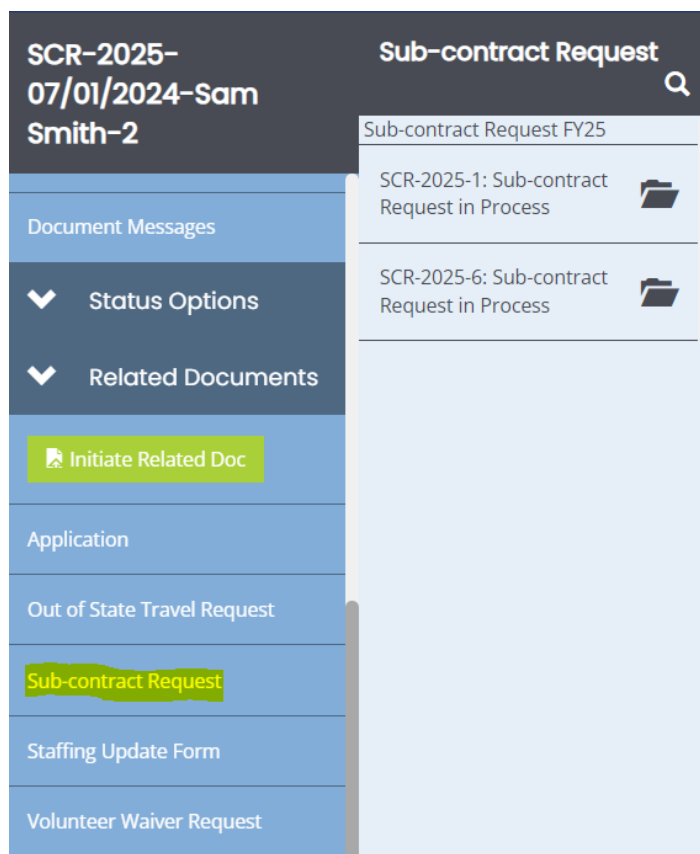 SCR-2025-
07/01/2024-Sam
Smith-2
Document Messages
Status Options
Related Documents
Initiate Related Doc
Application
Out of State Travel Request
Sub-contract Request
Staffing Update Form
Volunteer Waiver Request
Sub-contract Request
Sub-contract Request FY25
SCR-2025-1: Sub-contract
Request in Process
SCR-2025-6: Sub-contract
Request in Process